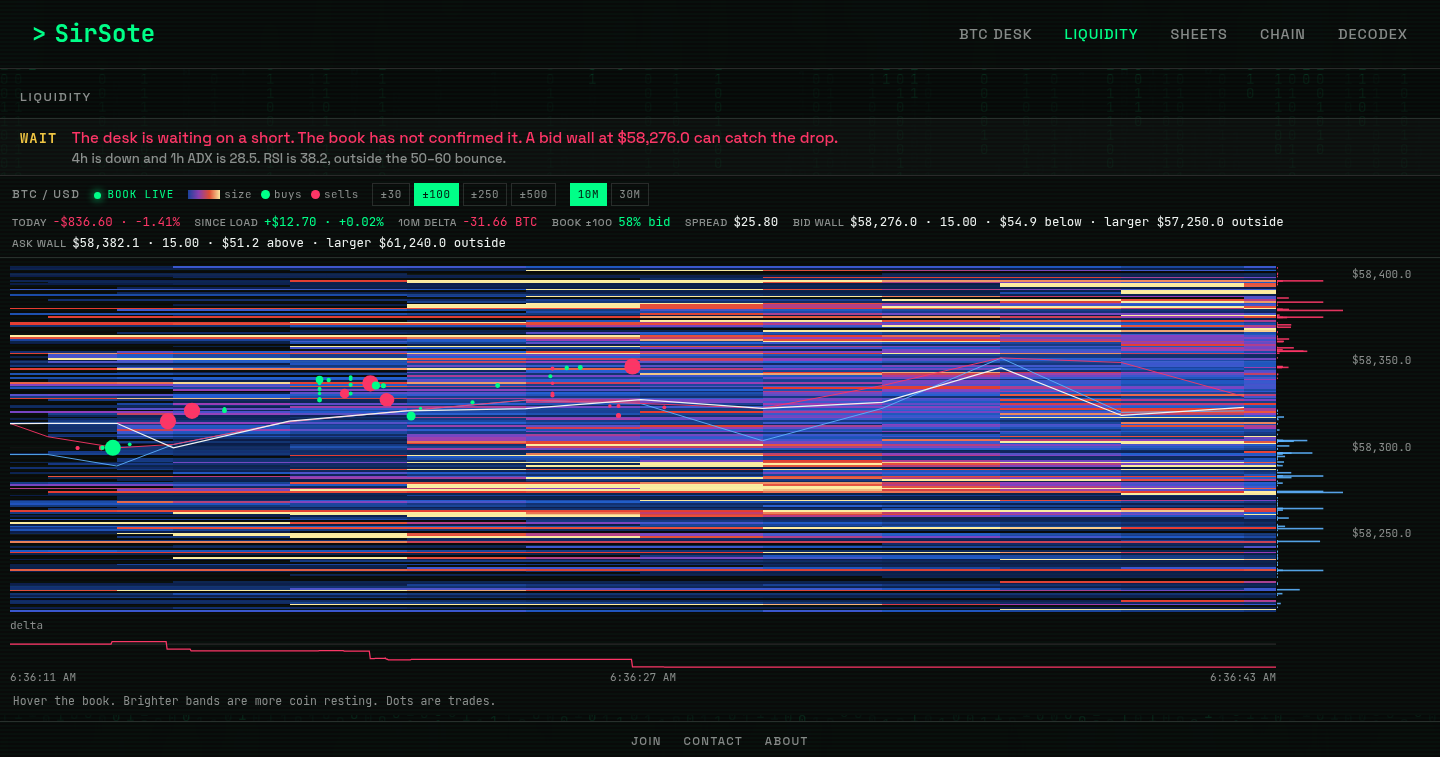 > SirSote
BTC DESK LIQUIDITY SHEETS CHAIN DECODEX
LIQUIDITY
WAIT The desk is waiting on a short. The book has not confirmed it. A bid wall at $58,276.0 can catch the drop.
4h is down and 1h ADX is 28.5. RSI is 38.2, outside the 50–60 bounce.
BTC / USD BOOK LIVE size buys sells ±30 ±100 ±250 ±500 10M 30M
TODAY -$836.60 · -1.41% SINCE LOAD +$12.70 · +0.02% 10M DELTA -31.66 BTC BOOK ±100 58% bid SPREAD $25.80 BID WALL $58,276.0 · 15.00 · $54.9 below · larger $57,250.0 outside
ASK WALL $58,382.1 · 15.00 · $51.2 above · larger $61,240.0 outside
$58,400.0
$58,350.0
$58,300.0
$58,250.0
delta
6:36:11 AM 6:36:27 AM 6:36:43 AM
Hover the book. Brighter bands are more coin resting. Dots are trades.
JOIN CONTACT ABOUT